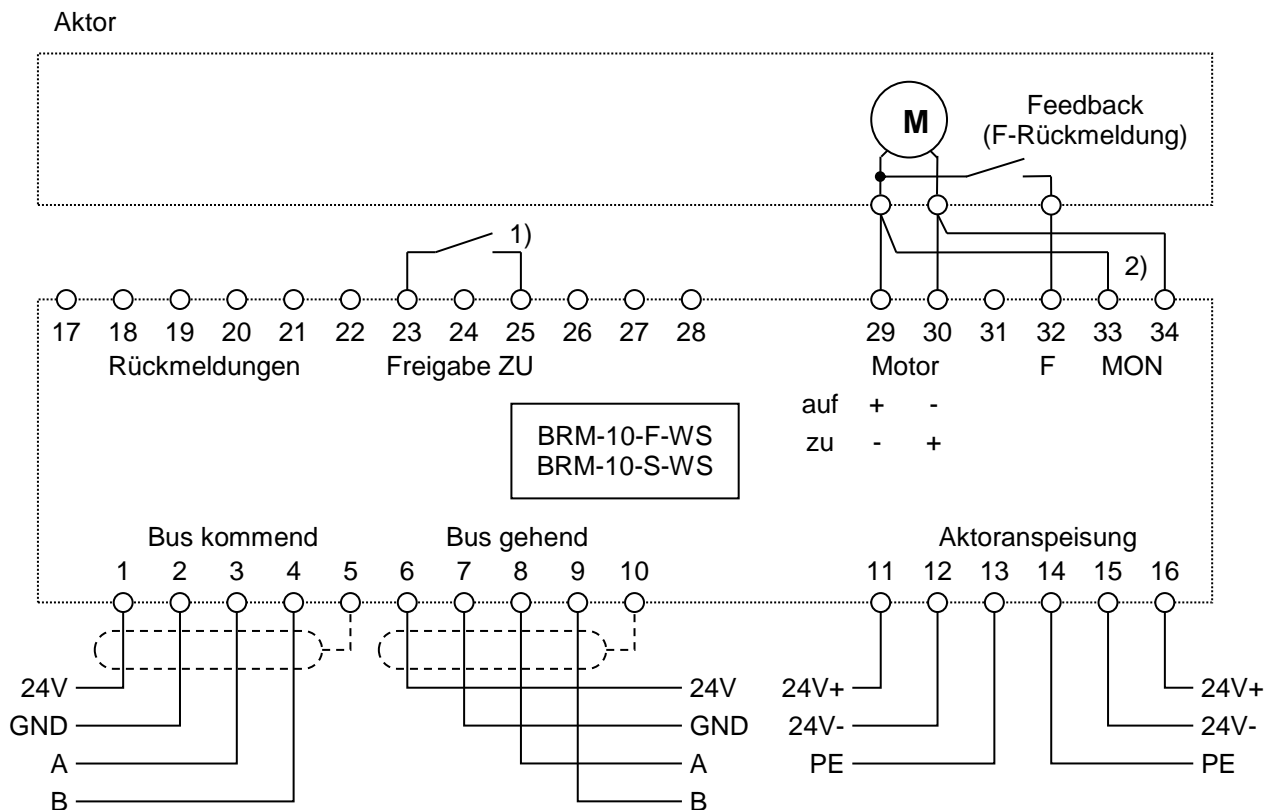 Aktor
M
Feedback
(F-Rückmeldung)
1)
2)
17 18 19 20 21 22 23 24 25 26 27 28 29 30 31 32 33 34
Rückmeldungen Freigabe ZU Motor F MON
auf + -
zu - +
BRM-10-F-WS
BRM-10-S-WS
Bus kommend Bus gehend Aktoranspeisung
1 2 3 4 5 6 7 8 9 10 11 12 13 14 15 16
24V 24V 24V+ 24V+
GND GND 24V- 24V-
A A PE PE
B B